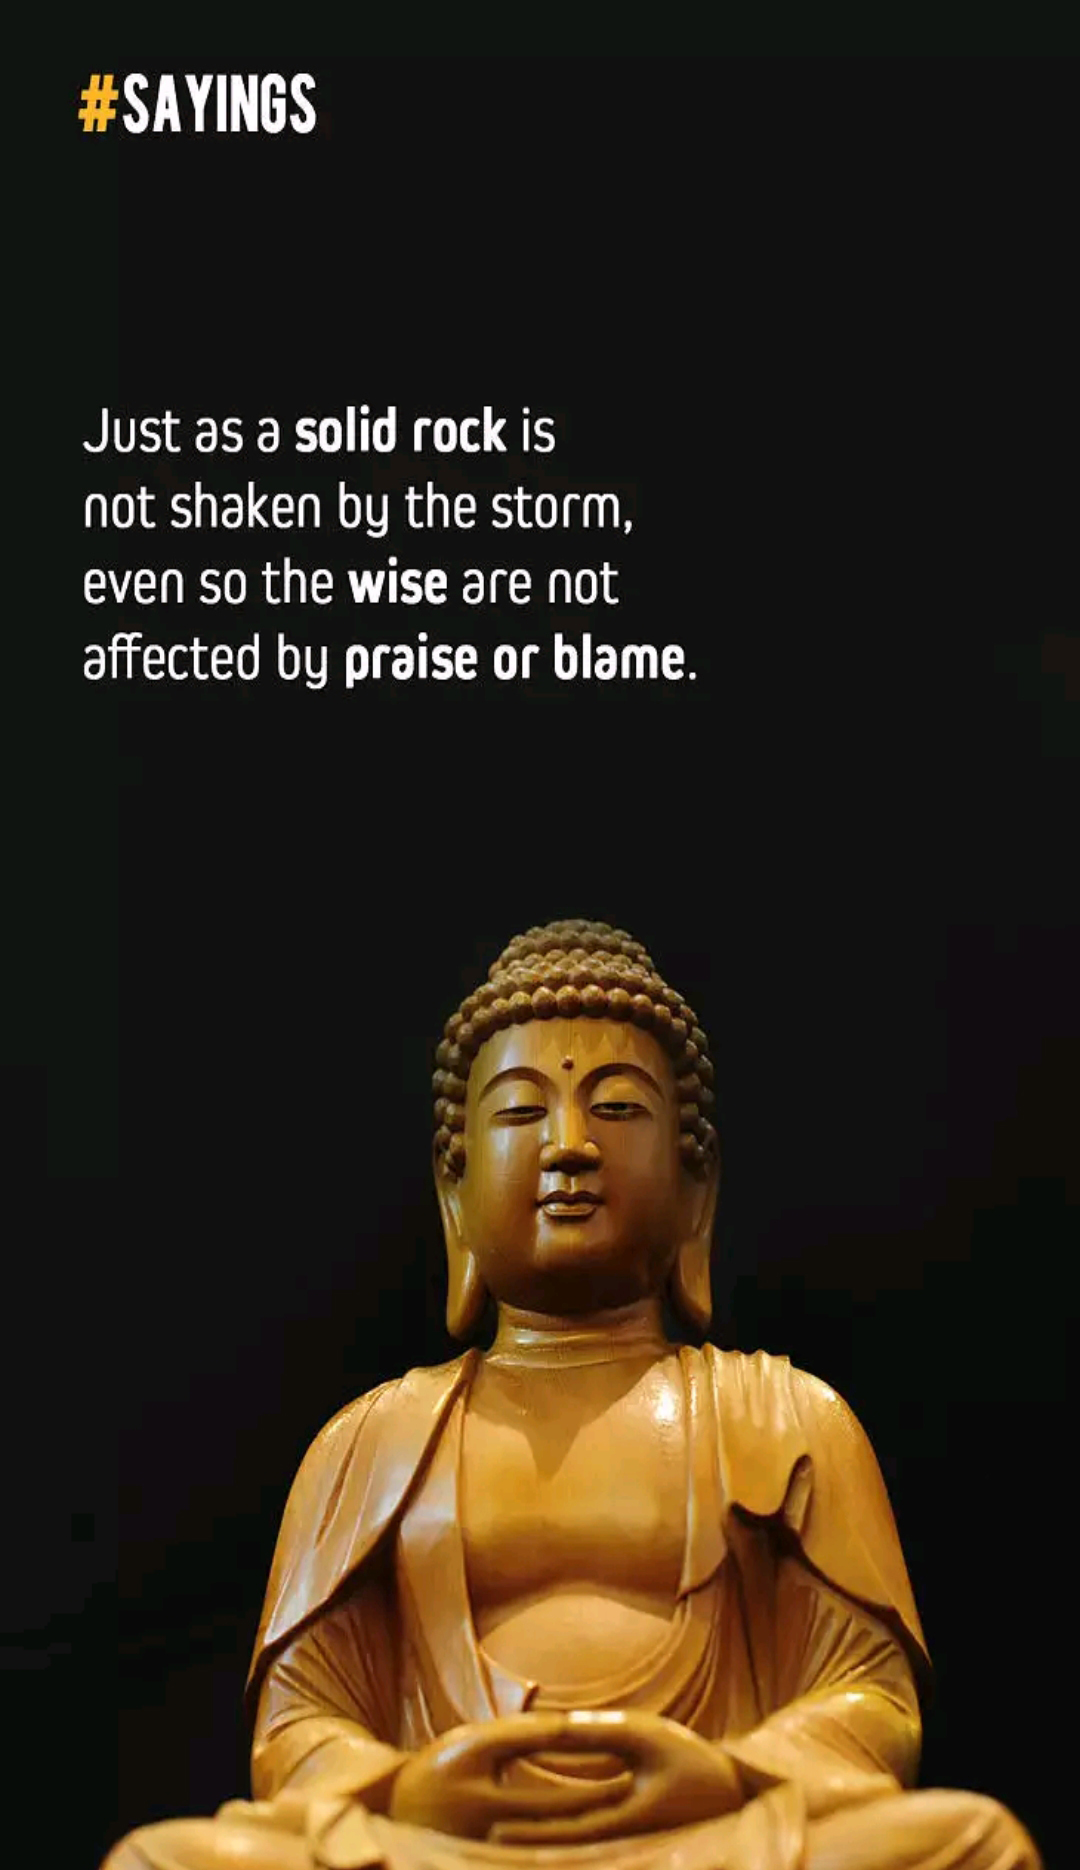 #SAYINGS
Just as a solid rock is
not shaken by the storm,
even so the wise are not
affected by praise or blame.